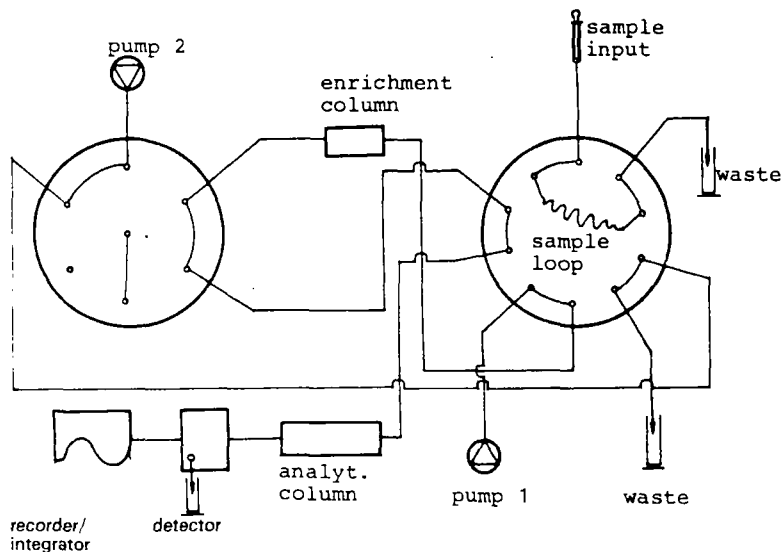 pump 2
sample
input
enrichment
column
waste
sample
loop
analyt.
column
pump 1
waste
recorder/
integrator
detector